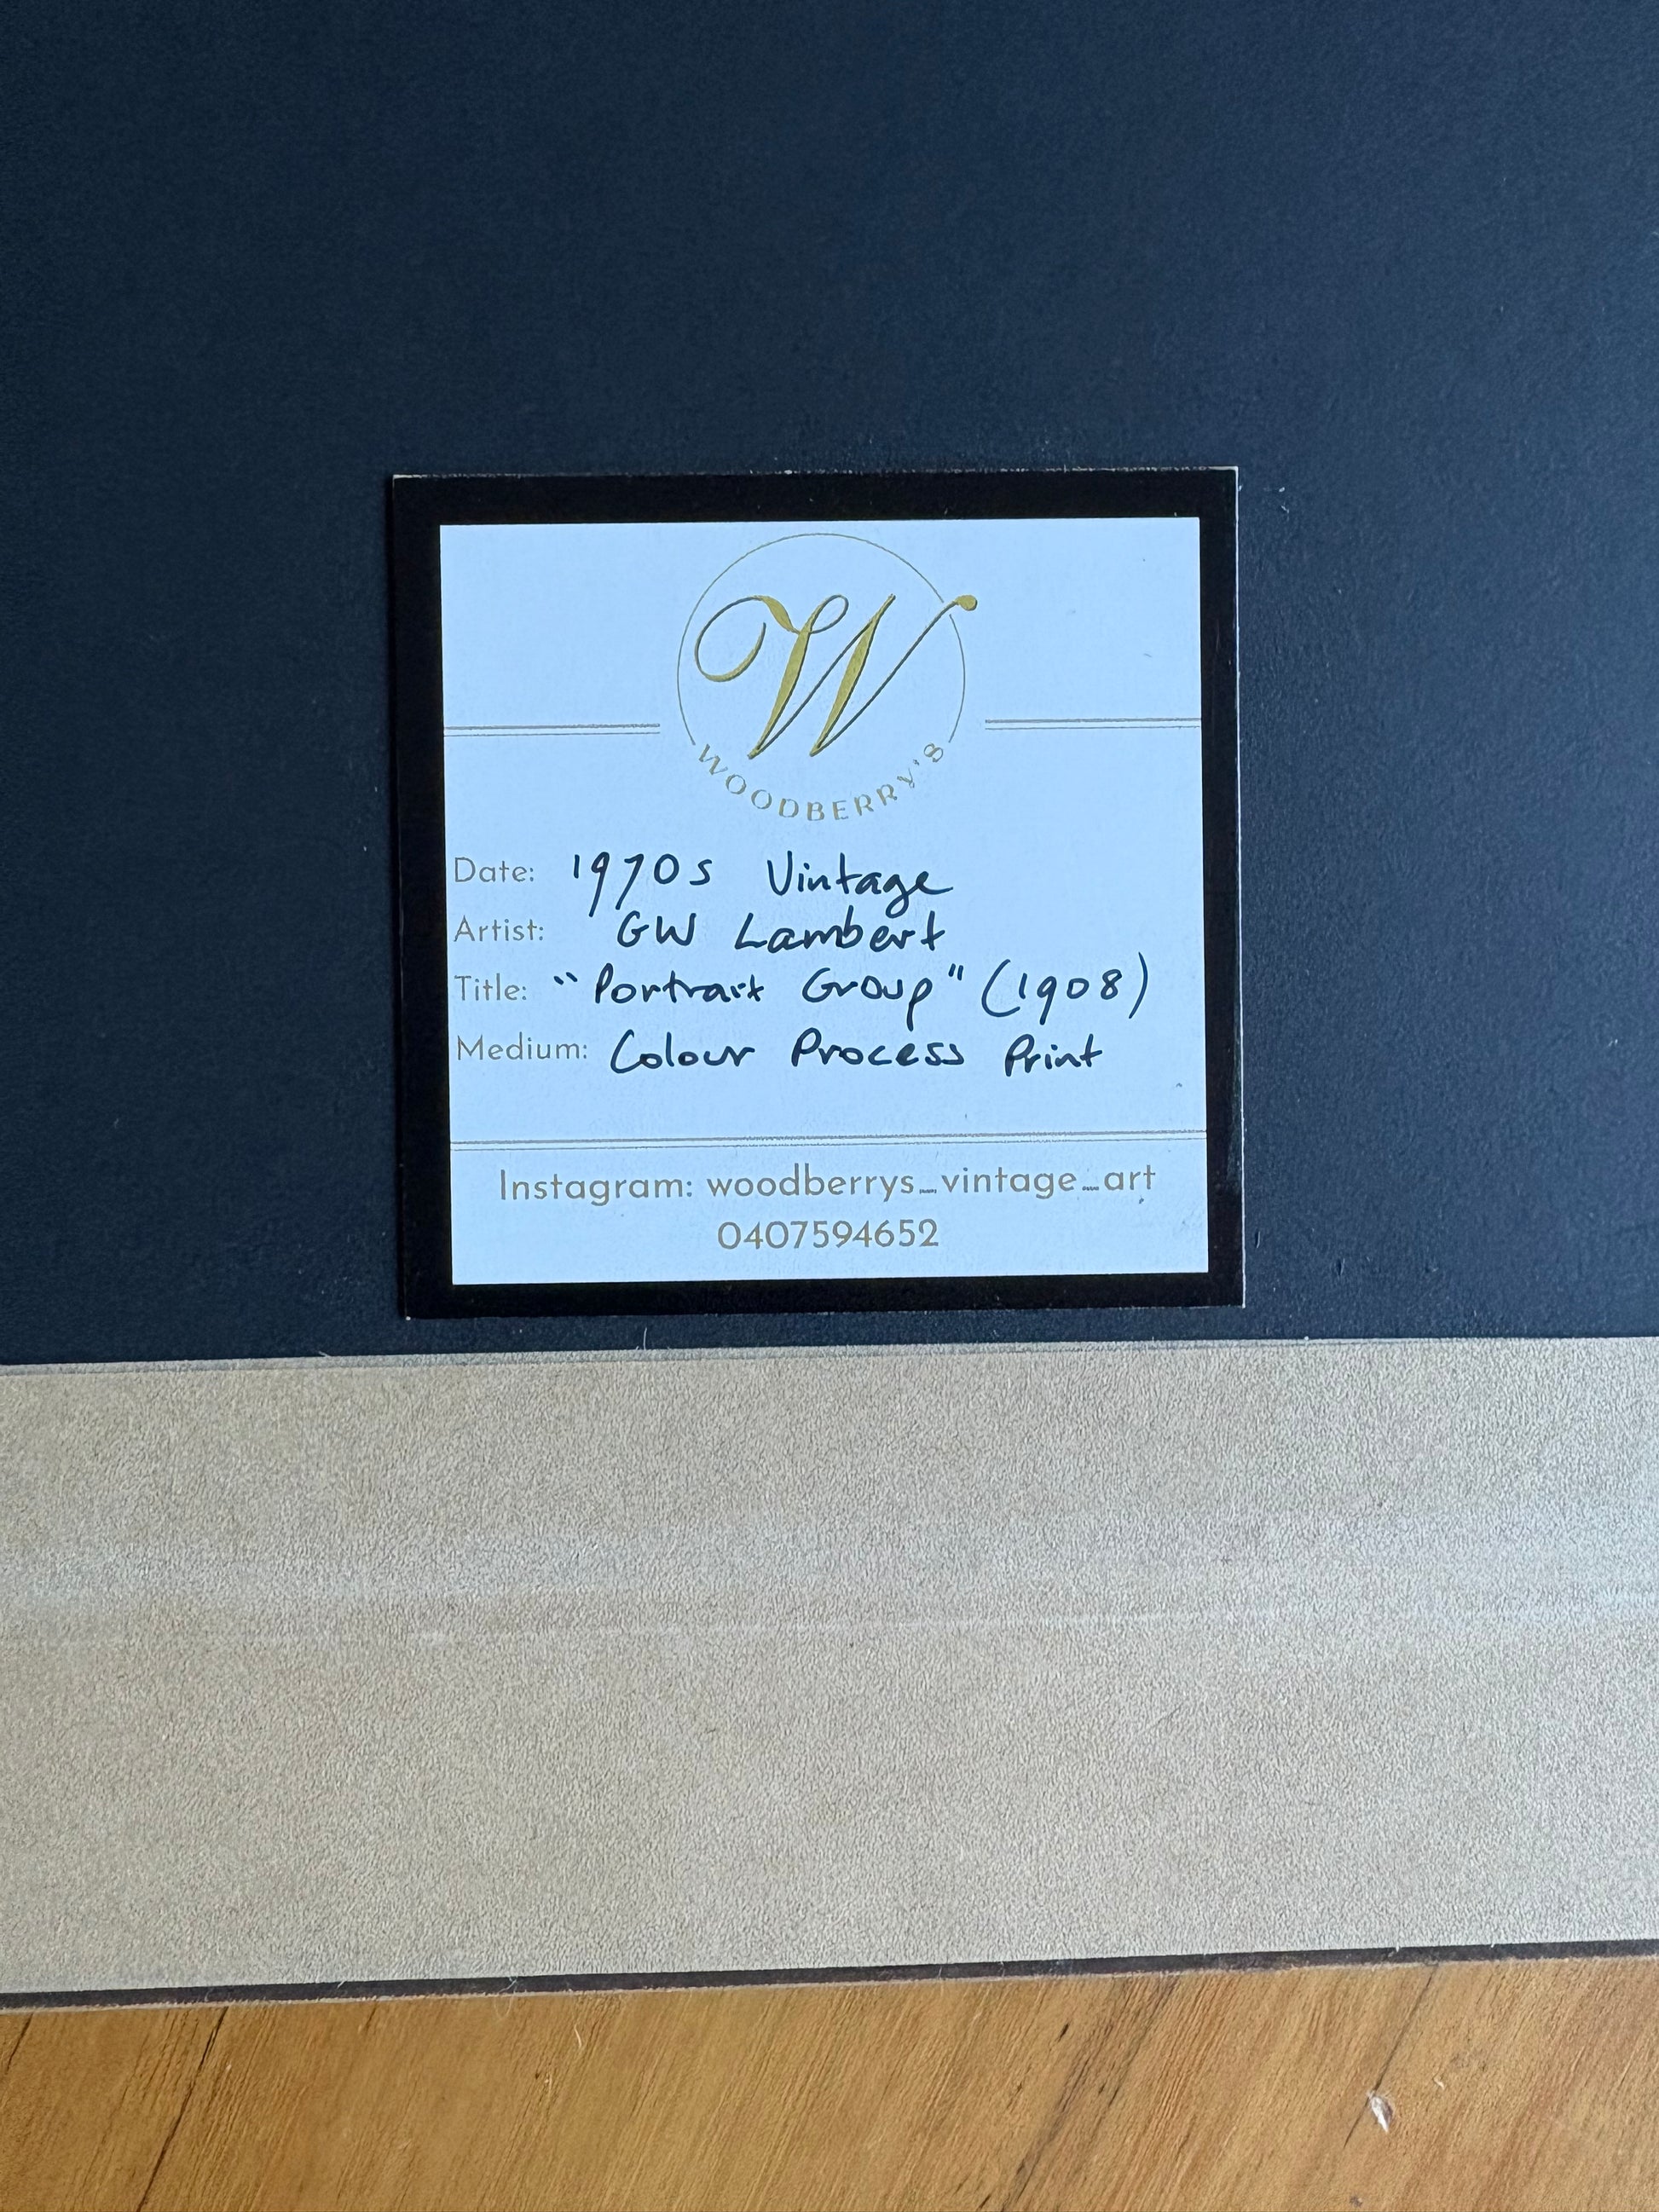 W
WOODBERRY'S
Date: 1970s Vintage
Artist: GW Lambert
Title: "Portrait Group" (1908)
Medium: Colour Process Print
Instagram: woodberrys_vintage_art
0407594652